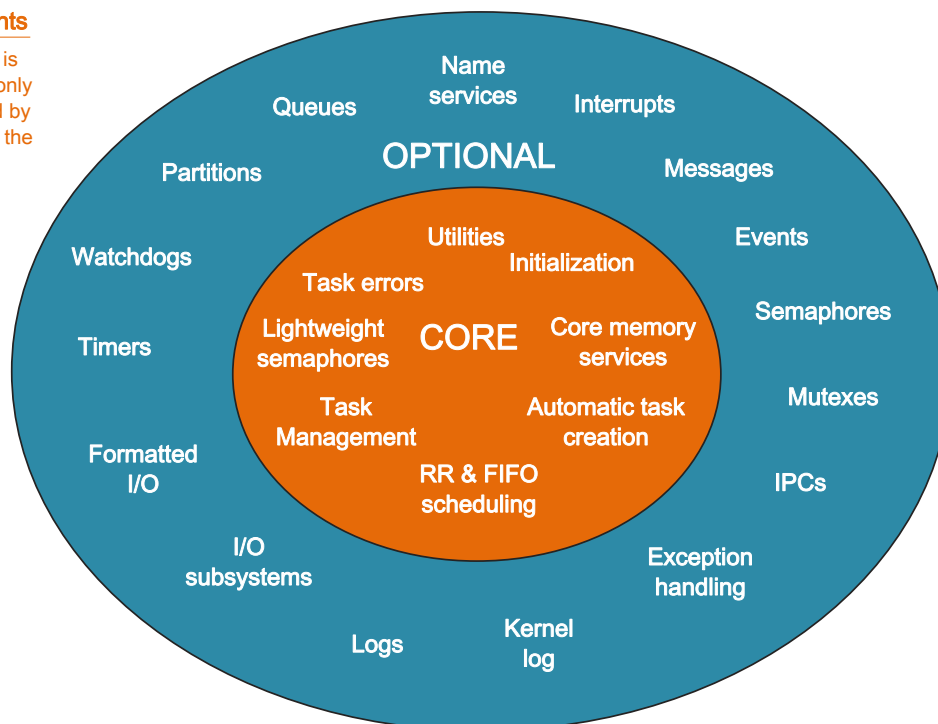 nts
is
only
by
the
Name
services
Queues
Interrupts
OPTIONAL
Partitions
Messages
Utilities
Events
Watchdogs
Initialization
Task errors
Semaphores
Lightweight
semaphores
CORE
Core memory
services
Timers
Mutexes
Task
Management
Automatic task
creation
Formatted
I/O
RR & FIFO
scheduling
IPCs
I/O
subsystems
Exception
handling
Logs
Kernel
log